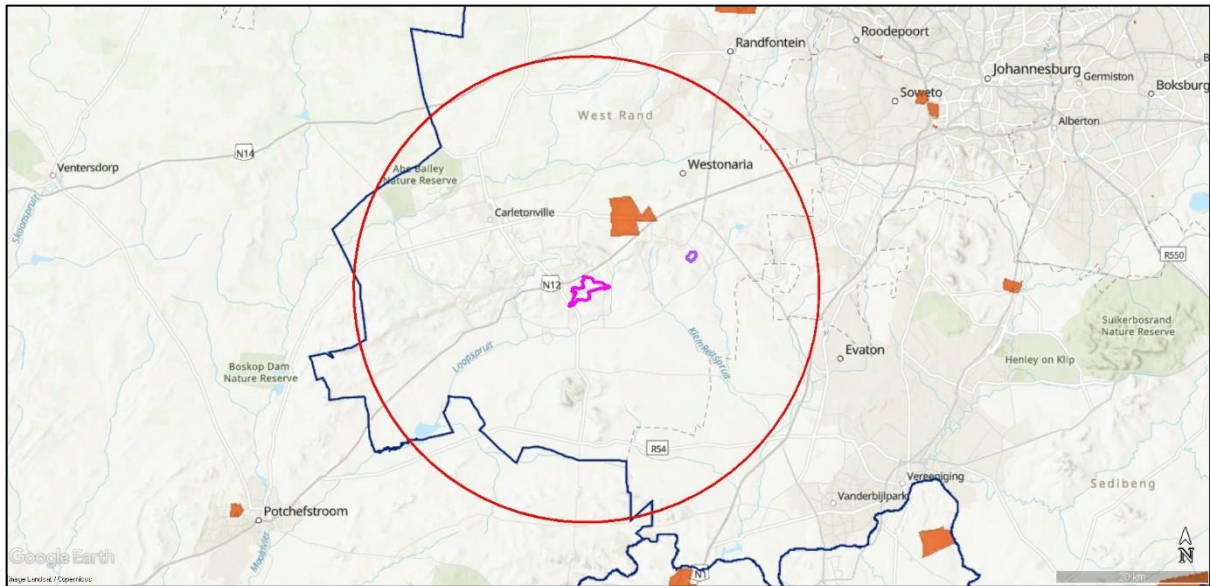 Randfontein
Roodepoort
Johannesburg
Germiston
Boksburg
Soweto
Alberton
West Rand
N14
Ventersdorp
Abe Bailey
Nature Reserve
Westonaria
Skoonspruit
Carletonville
R550
N12
Suikerbosrand
Nature Reserve
Klein Rietspruit
Loopspruit
Evaton
Henley on Klip
Boskop Dam
Nature Reserve
R54
Vereeniging
Sedibeng
Vanderbijlpark
Potchefstroom
Mooirivier
N
Google Earth
Image Landsat / Copernicus
N1
20 km